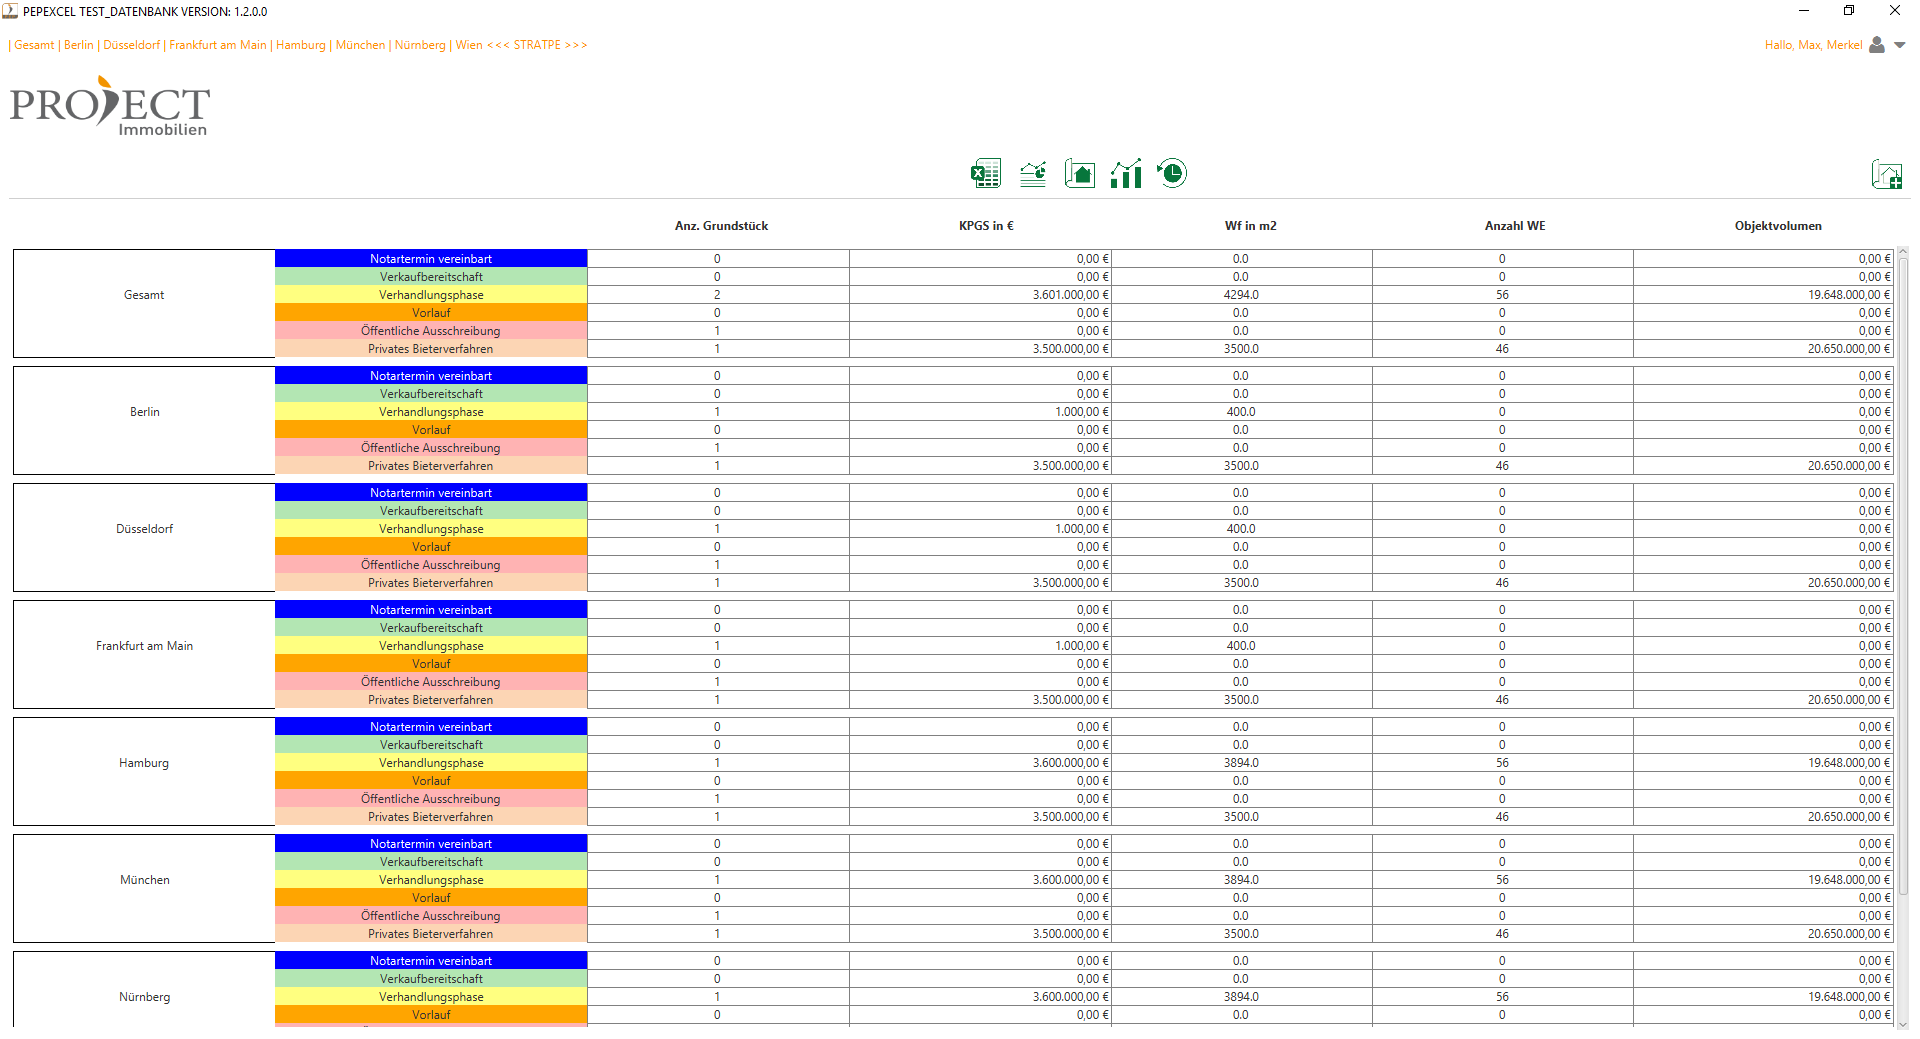 PEPEXCEL TEST_DATENBANK VERSION: 1.2.0.0
| Gesamt | Berlin | Düsseldorf | Frankfurt am Main | Hamburg | München | Nürnberg | Wien <<< STRATPE >>>
Hallo, Max, Merkel
PROJECT
Immobilien
Anz. Grundstück KPGS in € Wf in m2 Anzahl WE Objektvolumen
Notartermin vereinbart 0 0,00 € 0.0 0 0,00 €
Verkaufbereitschaft 0 0,00 € 0.0 0 0,00 €
Gesamt Verhandlungsphase 2 3.601.000,00 € 4294.0 56 19.648.000,00 €
Vorlauf 0 0,00 € 0.0 0 0,00 €
Öffentliche Ausschreibung 1 0,00 € 0.0 0 0,00 €
Privates Bieterverfahren 1 3.500.000,00 € 3500.0 46 20.650.000,00 €
Notartermin vereinbart 0 0,00 € 0.0 0 0,00 €
Verkaufbereitschaft 0 0,00 € 0.0 0 0,00 €
Berlin Verhandlungsphase 1 1.000,00 € 400.0 0 0,00 €
Vorlauf 0 0,00 € 0.0 0 0,00 €
Öffentliche Ausschreibung 1 0,00 € 0.0 0 0,00 €
Privates Bieterverfahren 1 3.500.000,00 € 3500.0 46 20.650.000,00 €
Notartermin vereinbart 0 0,00 € 0.0 0 0,00 €
Verkaufbereitschaft 0 0,00 € 0.0 0 0,00 €
Düsseldorf Verhandlungsphase 1 1.000,00 € 400.0 0 0,00 €
Vorlauf 0 0,00 € 0.0 0 0,00 €
Öffentliche Ausschreibung 1 0,00 € 0.0 0 0,00 €
Privates Bieterverfahren 1 3.500.000,00 € 3500.0 46 20.650.000,00 €
Notartermin vereinbart 0 0,00 € 0.0 0 0,00 €
Verkaufbereitschaft 0 0,00 € 0.0 0 0,00 €
Frankfurt am Main Verhandlungsphase 1 1.000,00 € 400.0 0 0,00 €
Vorlauf 0 0,00 € 0.0 0 0,00 €
Öffentliche Ausschreibung 1 0,00 € 0.0 0 0,00 €
Privates Bieterverfahren 1 3.500.000,00 € 3500.0 46 20.650.000,00 €
Notartermin vereinbart 0 0,00 € 0.0 0 0,00 €
Verkaufbereitschaft 0 0,00 € 0.0 0 0,00 €
Hamburg Verhandlungsphase 1 3.600.000,00 € 3894.0 56 19.648.000,00 €
Vorlauf 0 0,00 € 0.0 0 0,00 €
Öffentliche Ausschreibung 1 0,00 € 0.0 0 0,00 €
Privates Bieterverfahren 1 3.500.000,00 € 3500.0 46 20.650.000,00 €
Notartermin vereinbart 0 0,00 € 0.0 0 0,00 €
Verkaufbereitschaft 0 0,00 € 0.0 0 0,00 €
München Verhandlungsphase 1 3.600.000,00 € 3894.0 56 19.648.000,00 €
Vorlauf 0 0,00 € 0.0 0 0,00 €
Öffentliche Ausschreibung 1 0,00 € 0.0 0 0,00 €
Privates Bieterverfahren 1 3.500.000,00 € 3500.0 46 20.650.000,00 €
Notartermin vereinbart 0 0,00 € 0.0 0 0,00 €
Verkaufbereitschaft 0 0,00 € 0.0 0 0,00 €
Nürnberg Verhandlungsphase 1 3.600.000,00 € 3894.0 56 19.648.000,00 €
Vorlauf 0 0,00 € 0.0 0 0,00 €